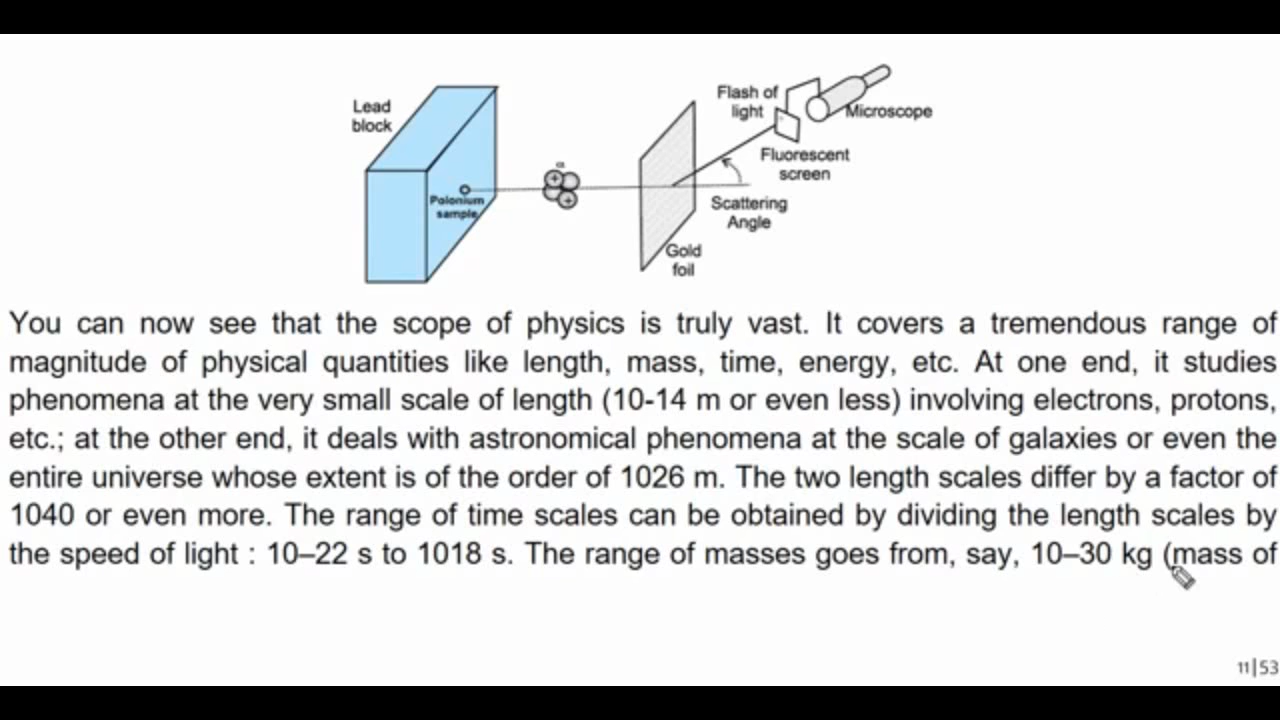 Lead
block
Polonium
sample
α
Flash of
light
Microscope
Fluorescent
screen
Scattering
Angle
Gold
foil
You can now see that the scope of physics is truly vast. It covers a tremendous range of
magnitude of physical quantities like length, mass, time, energy, etc. At one end, it studies
phenomena at the very small scale of length (10-14 m or even less) involving electrons, protons,
etc.; at the other end, it deals with astronomical phenomena at the scale of galaxies or even the
entire universe whose extent is of the order of 1026 m. The two length scales differ by a factor of
1040 or even more. The range of time scales can be obtained by dividing the length scales by
the speed of light : 10–22 s to 1018 s. The range of masses goes from, say, 10–30 kg (mass of
11|53